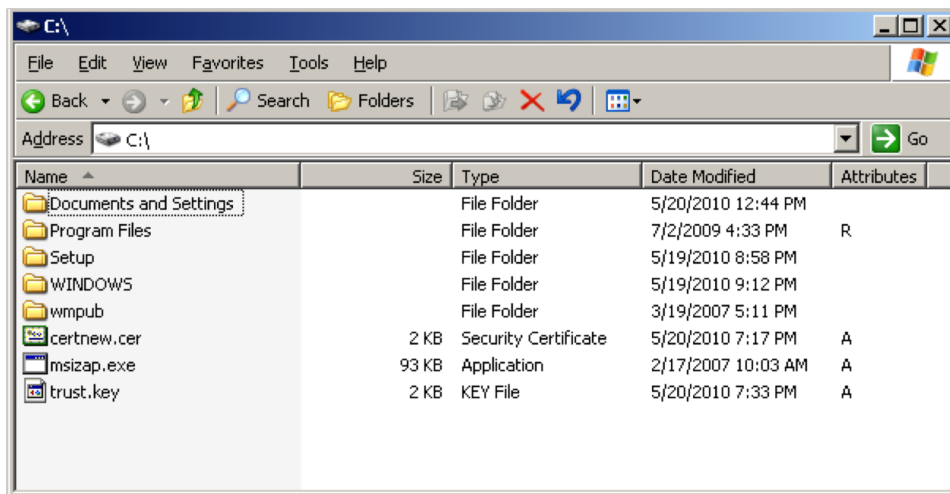 C:\
File Edit View Favorites Tools Help
Back Search Folders
Address C:\ Go
Name Size Type Date Modified Attributes
Documents and Settings File Folder 5/20/2010 12:44 PM
Program Files File Folder 7/2/2009 4:33 PM R
Setup File Folder 5/19/2010 8:58 PM
WINDOWS File Folder 5/19/2010 9:12 PM
wmpub File Folder 3/19/2007 5:11 PM
certnew.cer 2 KB Security Certificate 5/20/2010 7:17 PM A
msizap.exe 93 KB Application 2/17/2007 10:03 AM A
trust.key 2 KB KEY File 5/20/2010 7:33 PM A